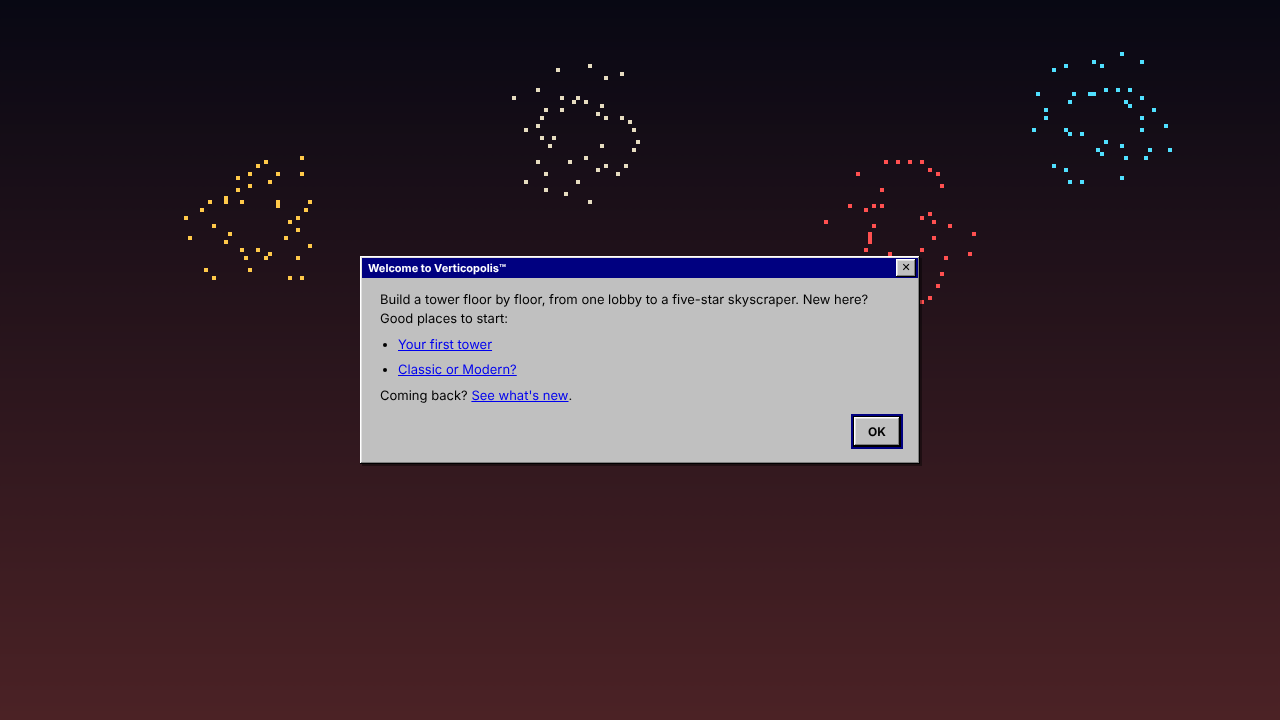 Welcome to Verticopolis™
Build a tower floor by floor, from one lobby to a five-star skyscraper. New here?
Good places to start:
• Your first tower
• Classic or Modern?
Coming back? See what's new.
OK